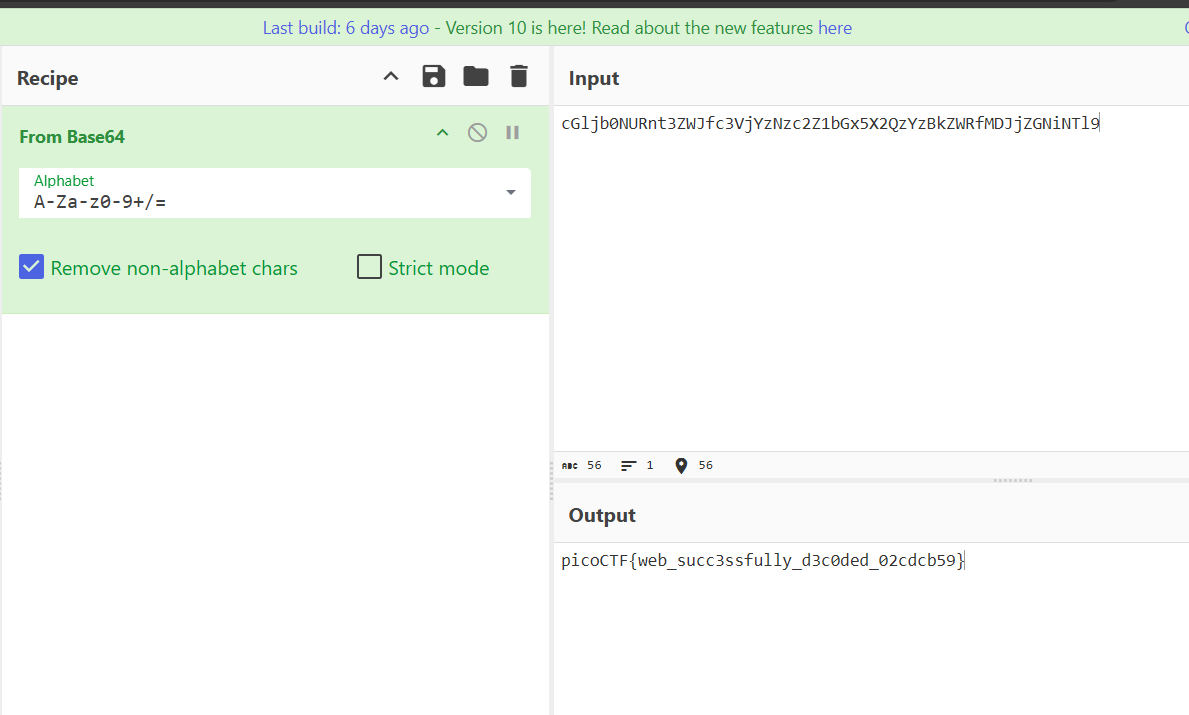 Last build: 6 days ago - Version 10 is here! Read about the new features here
Recipe
Input
From Base64
Alphabet
A-Za-z0-9+/=
Remove non-alphabet chars
Strict mode
cGljb0NURnt3ZWJfc3VjYzNzc2Z1bGx5X2QzYzBkZWRfMDJjZGNiNTl9
ABC 56 1 56
Output
picoCTF{web_succ3ssfully_d3c0ded_02cdcb59}